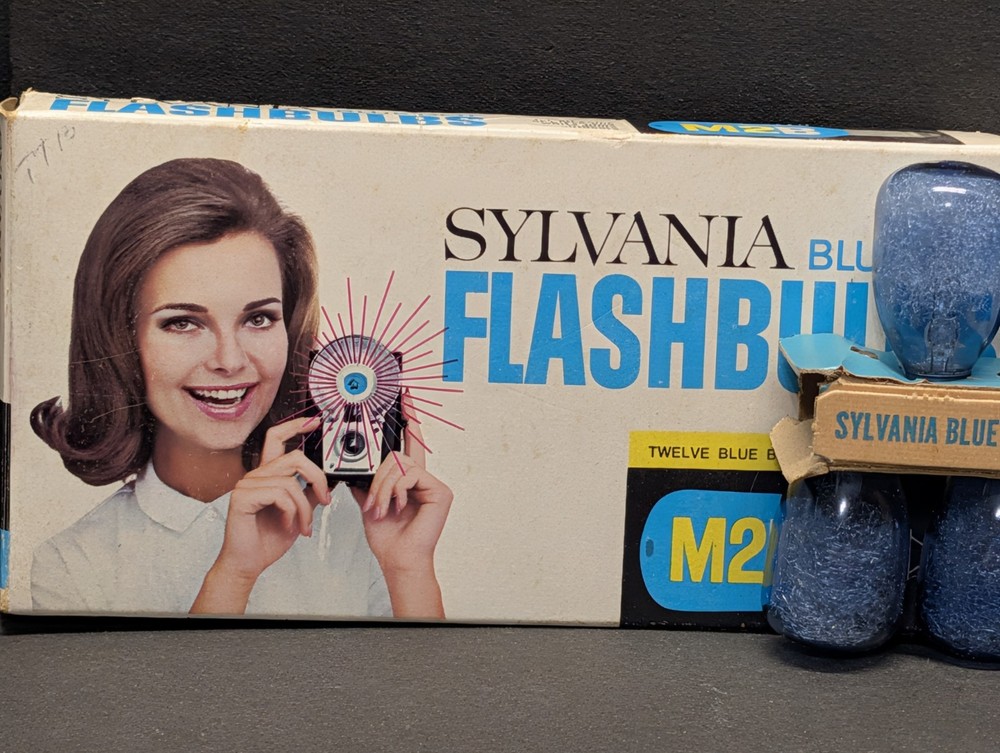 FLASHBULBS
M2B
SYLVANIA BLU
FLASHBU
TWELVE BLUE B
M2
SYLVANIA BLUE